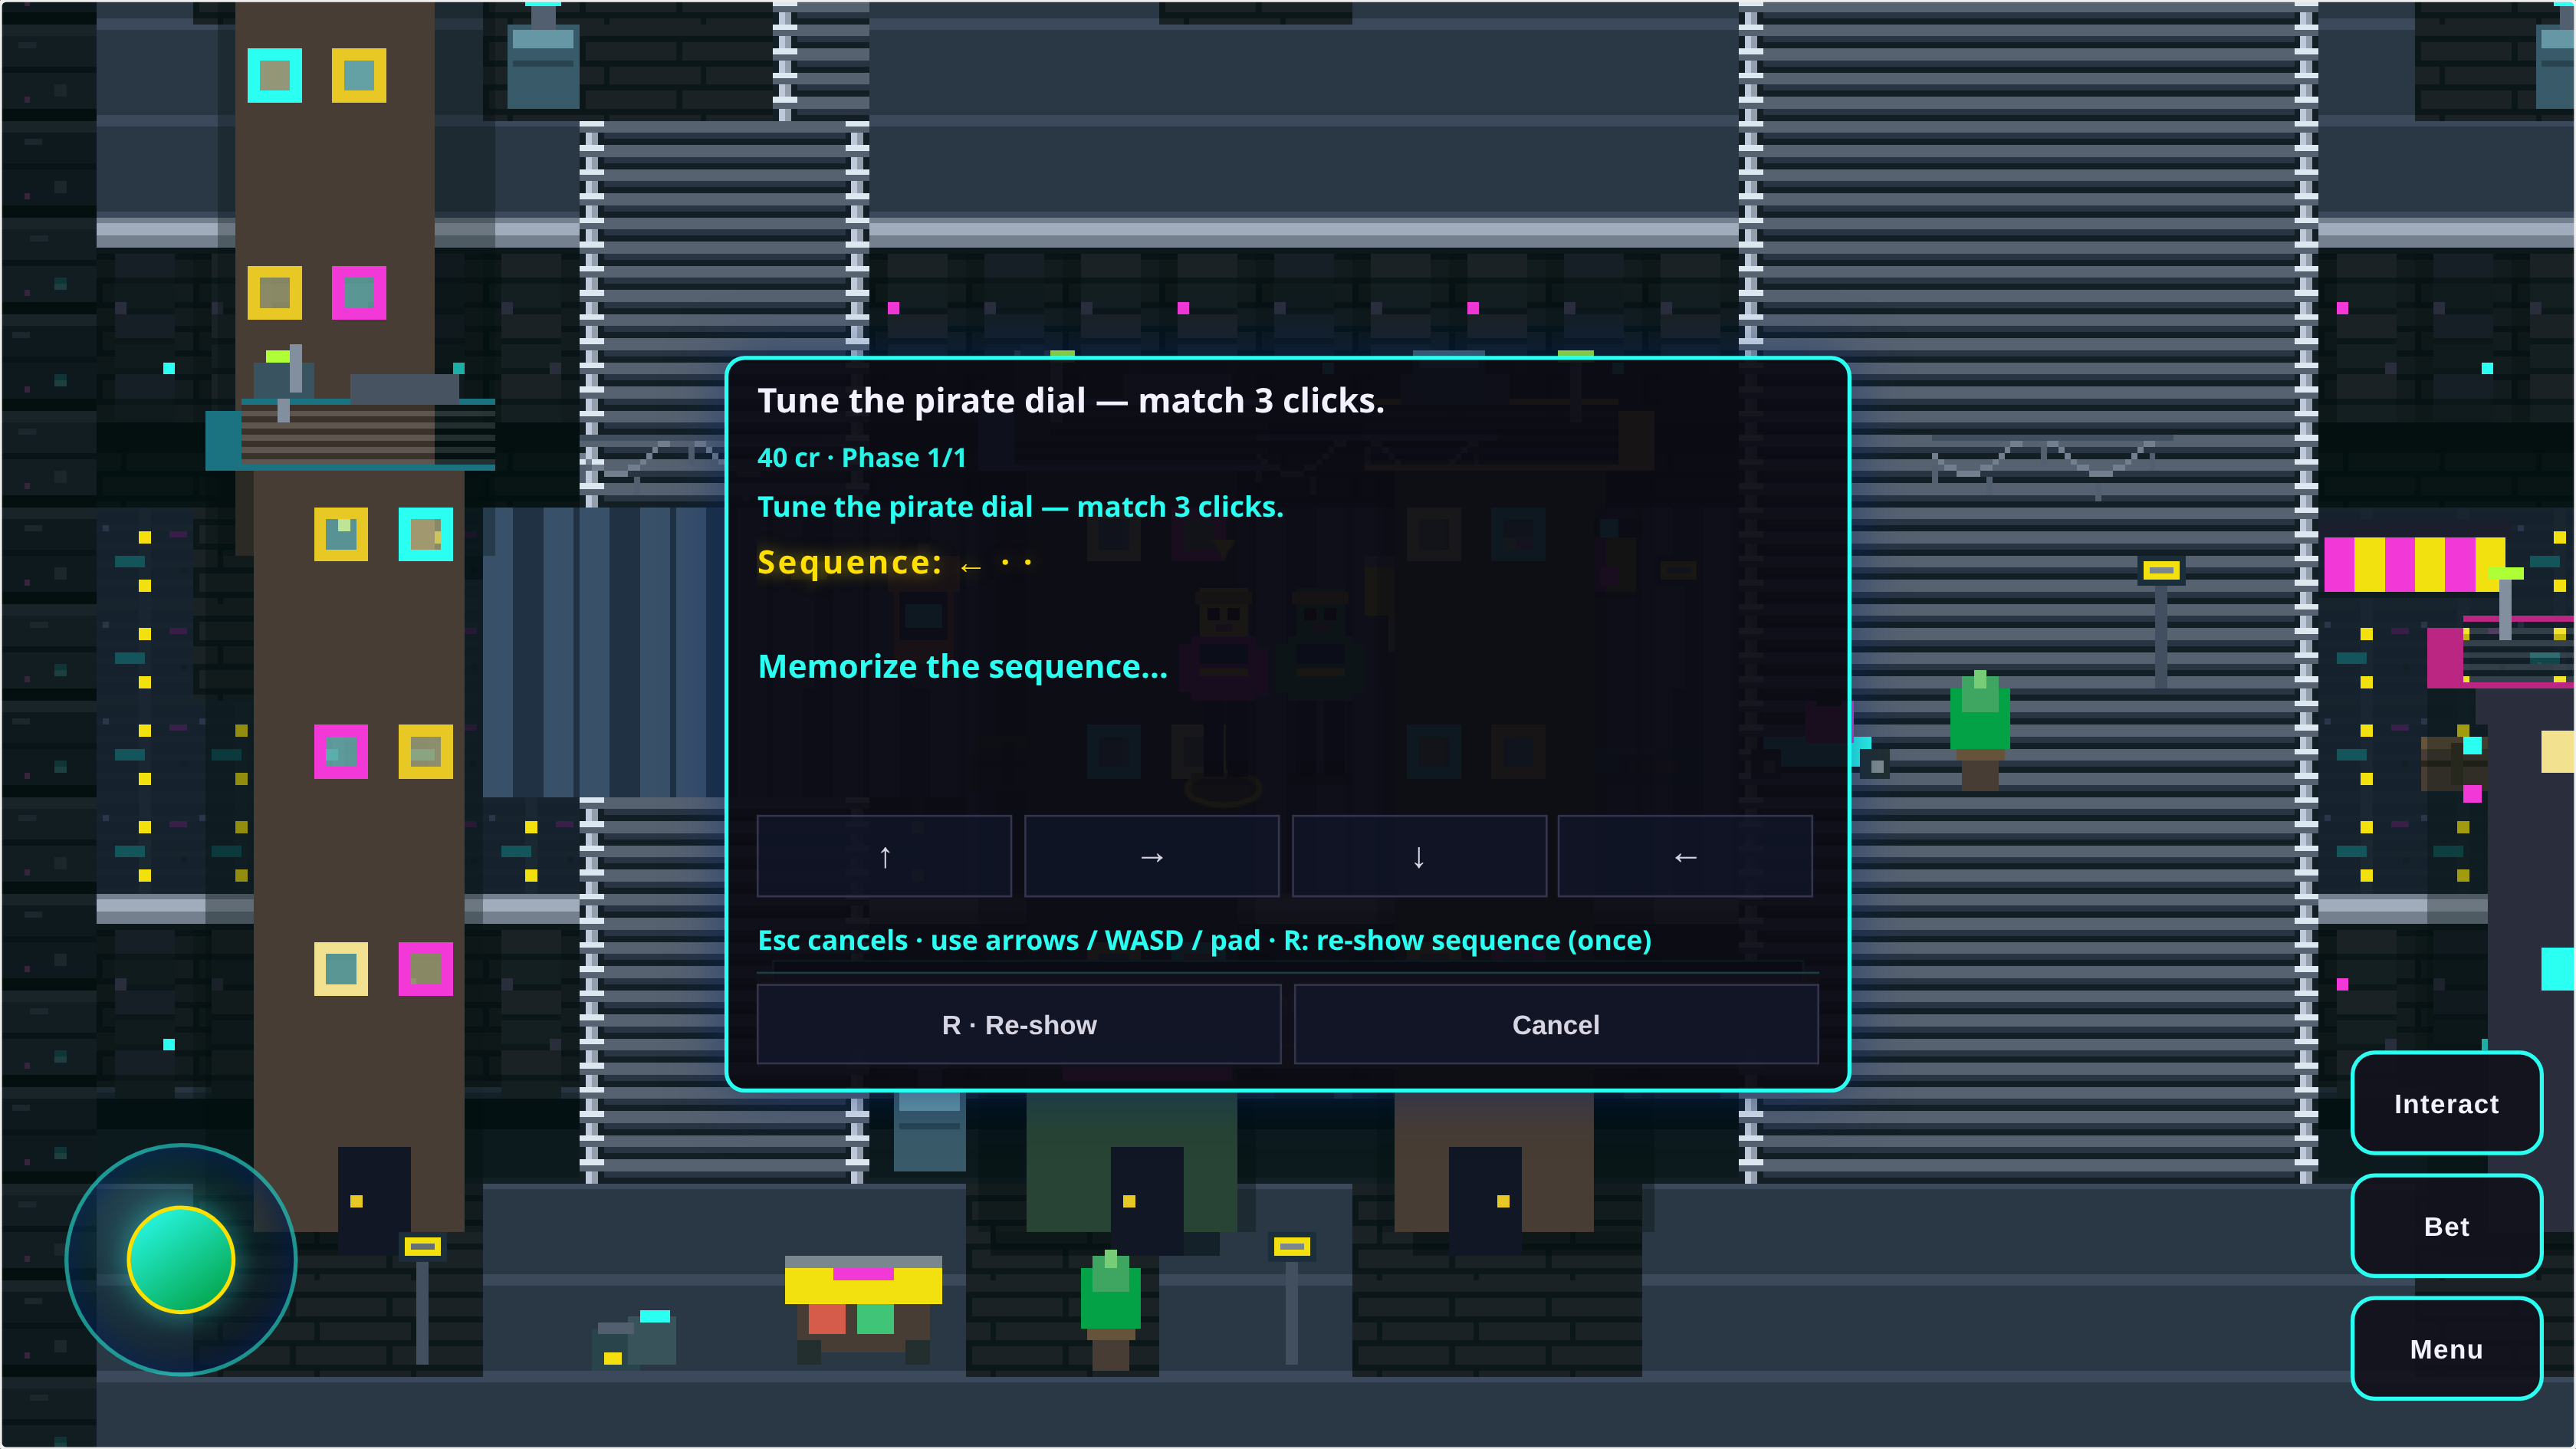 Tune the pirate dial — match 3 clicks.
40 cr · Phase 1/1
Tune the pirate dial — match 3 clicks.
Sequence: ← · ·
Memorize the sequence...
↑ → ↓ ←
Esc cancels · use arrows / WASD / pad · R: re-show sequence (once)
R · Re-show
Cancel
Interact
Bet
Menu